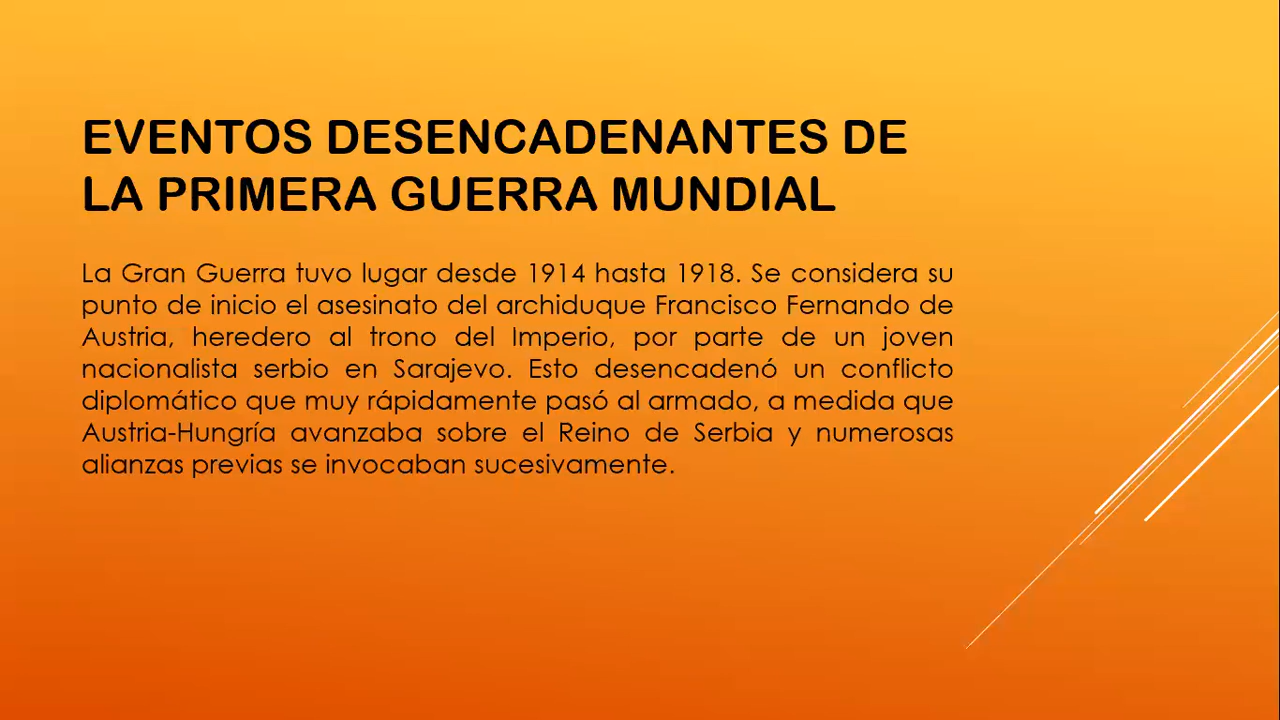 EVENTOS DESENCADENANTES DE
LA PRIMERA GUERRA MUNDIAL
La Gran Guerra tuvo lugar desde 1914 hasta 1918. Se considera su
punto de inicio el asesinato del archiduque Francisco Fernando de
Austria, heredero al trono del Imperio, por parte de un joven
nacionalista serbio en Sarajevo. Esto desencadenó un conflicto
diplomático que muy rápidamente pasó al armado, a medida que
Austria-Hungría avanzaba sobre el Reino de Serbia y numerosas
alianzas previas se invocaban sucesivamente.